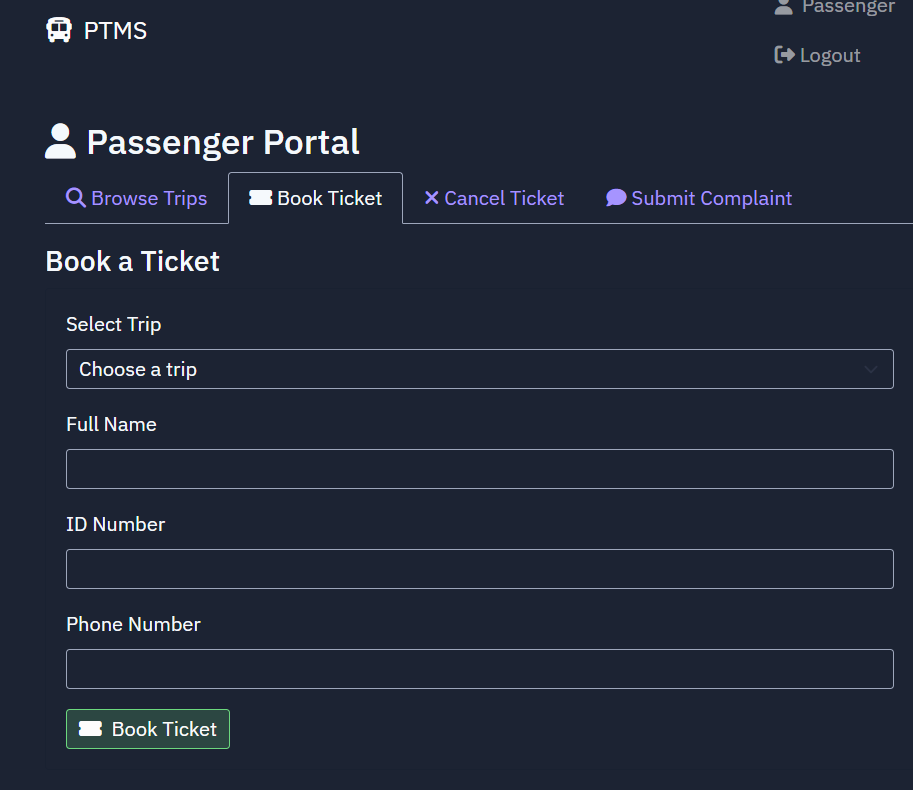 PTMS
Passenger
Logout
Passenger Portal
Browse Trips
Book Ticket
Cancel Ticket
Submit Complaint
Book a Ticket
Select Trip
Choose a trip
Full Name
ID Number
Phone Number
Book Ticket